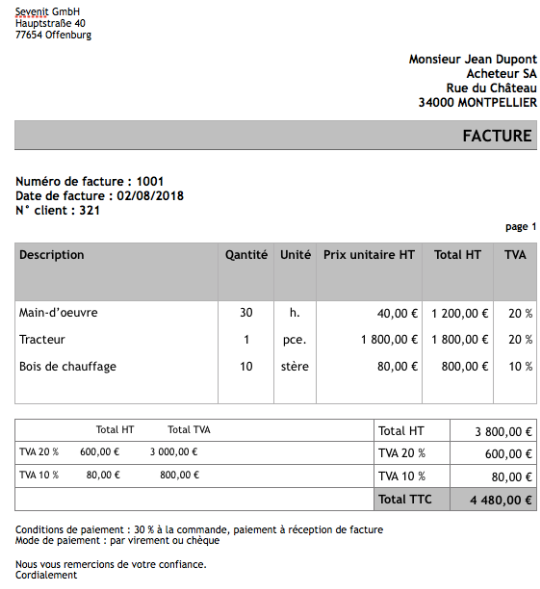 Sevenit GmbH
Hauptstraße 40
77654 Offenburg
Monsieur Jean Dupont
Acheteur SA
Rue du Château
34000 MONTPELLIER
FACTURE
Numéro de facture : 1001
Date de facture : 02/08/2018
N° client : 321
page 1
Description Qantité Unité Prix unitaire HT Total HT TVA
Main-d'oeuvre 30 h. 40,00 € 1 200,00 € 20 %
Tracteur 1 pce. 1 800,00 € 1 800,00 € 20 %
Bois de chauffage 10 stère 80,00 € 800,00 € 10 %
Total HT Total TVA Total HT 3 800,00 €
TVA 20 % 600,00 € 3 000,00 € TVA 20 % 600,00 €
TVA 10 % 80,00 € 800,00 € TVA 10 % 80,00 €
Total TTC 4 480,00 €
Conditions de paiement : 30 % à la commande, paiement à réception de facture
Mode de paiement : par virement ou chèque
Nous vous remercions de votre confiance.
Cordialement